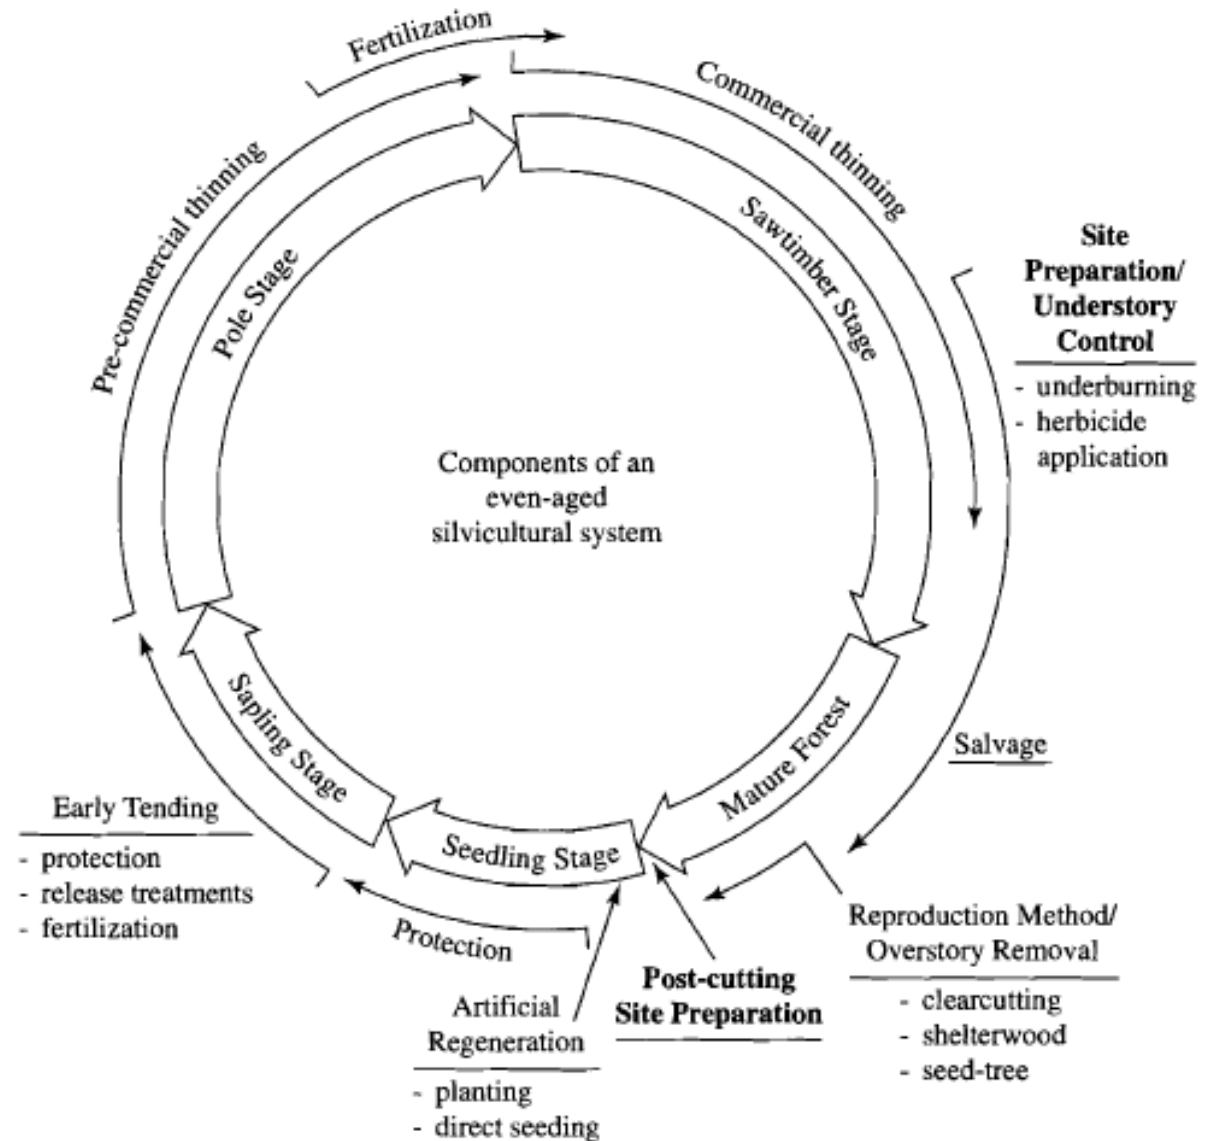 Fertilization
Commercial thinning
Pre-commercial thinning
Pole Stage
Sawtimber Stage
Site
Preparation/
Understory
Control
- underburning
- herbicide
application
Components of an
even-aged
silvicultural system
Sapling Stage
Mature Forest
Salvage
Seedling Stage
Early Tending
- protection
- release treatments
- fertilization
Protection
Reproduction Method/
Overstory Removal
- clearcutting
- shelterwood
- seed-tree
Post-cutting
Site Preparation
Artificial
Regeneration
- planting
- direct seeding